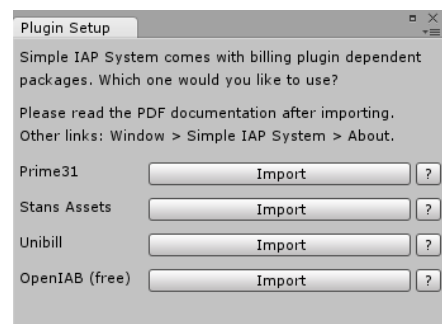 Plugin Setup
Simple IAP System comes with billing plugin dependent
packages. Which one would you like to use?
Please read the PDF documentation after importing.
Other links: Window > Simple IAP System > About.
Prime31 Import ?
Stans Assets Import ?
Unibill Import ?
OpenIAB (free) Import ?